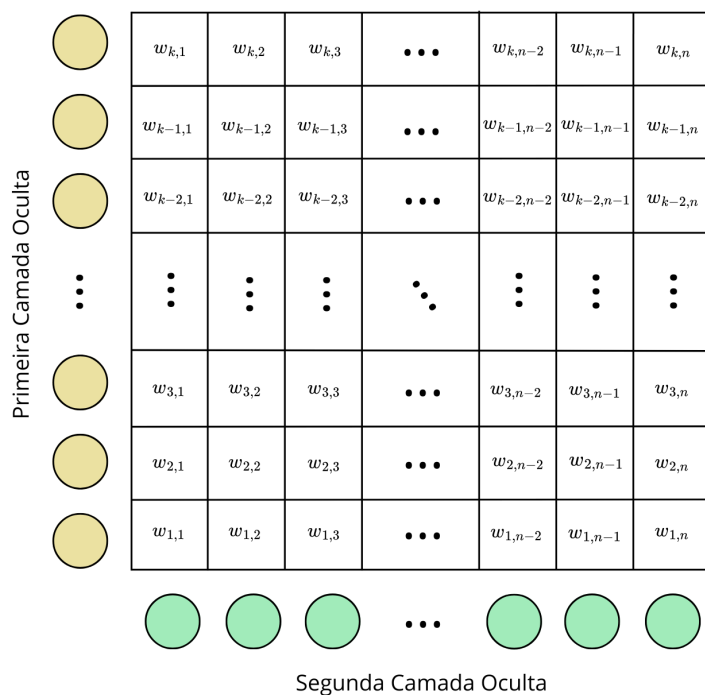 Primeira Camada Oculta
w_{k,1} w_{k,2} w_{k,3} ... w_{k,n-2} w_{k,n-1} w_{k,n}
w_{k-1,1} w_{k-1,2} w_{k-1,3} ... w_{k-1,n-2} w_{k-1,n-1} w_{k-1,n}
w_{k-2,1} w_{k-2,2} w_{k-2,3} ... w_{k-2,n-2} w_{k-2,n-1} w_{k-2,n}
w_{3,1} w_{3,2} w_{3,3} ... w_{3,n-2} w_{3,n-1} w_{3,n}
w_{2,1} w_{2,2} w_{2,3} ... w_{2,n-2} w_{2,n-1} w_{2,n}
w_{1,1} w_{1,2} w_{1,3} ... w_{1,n-2} w_{1,n-1} w_{1,n}
Segunda Camada Oculta